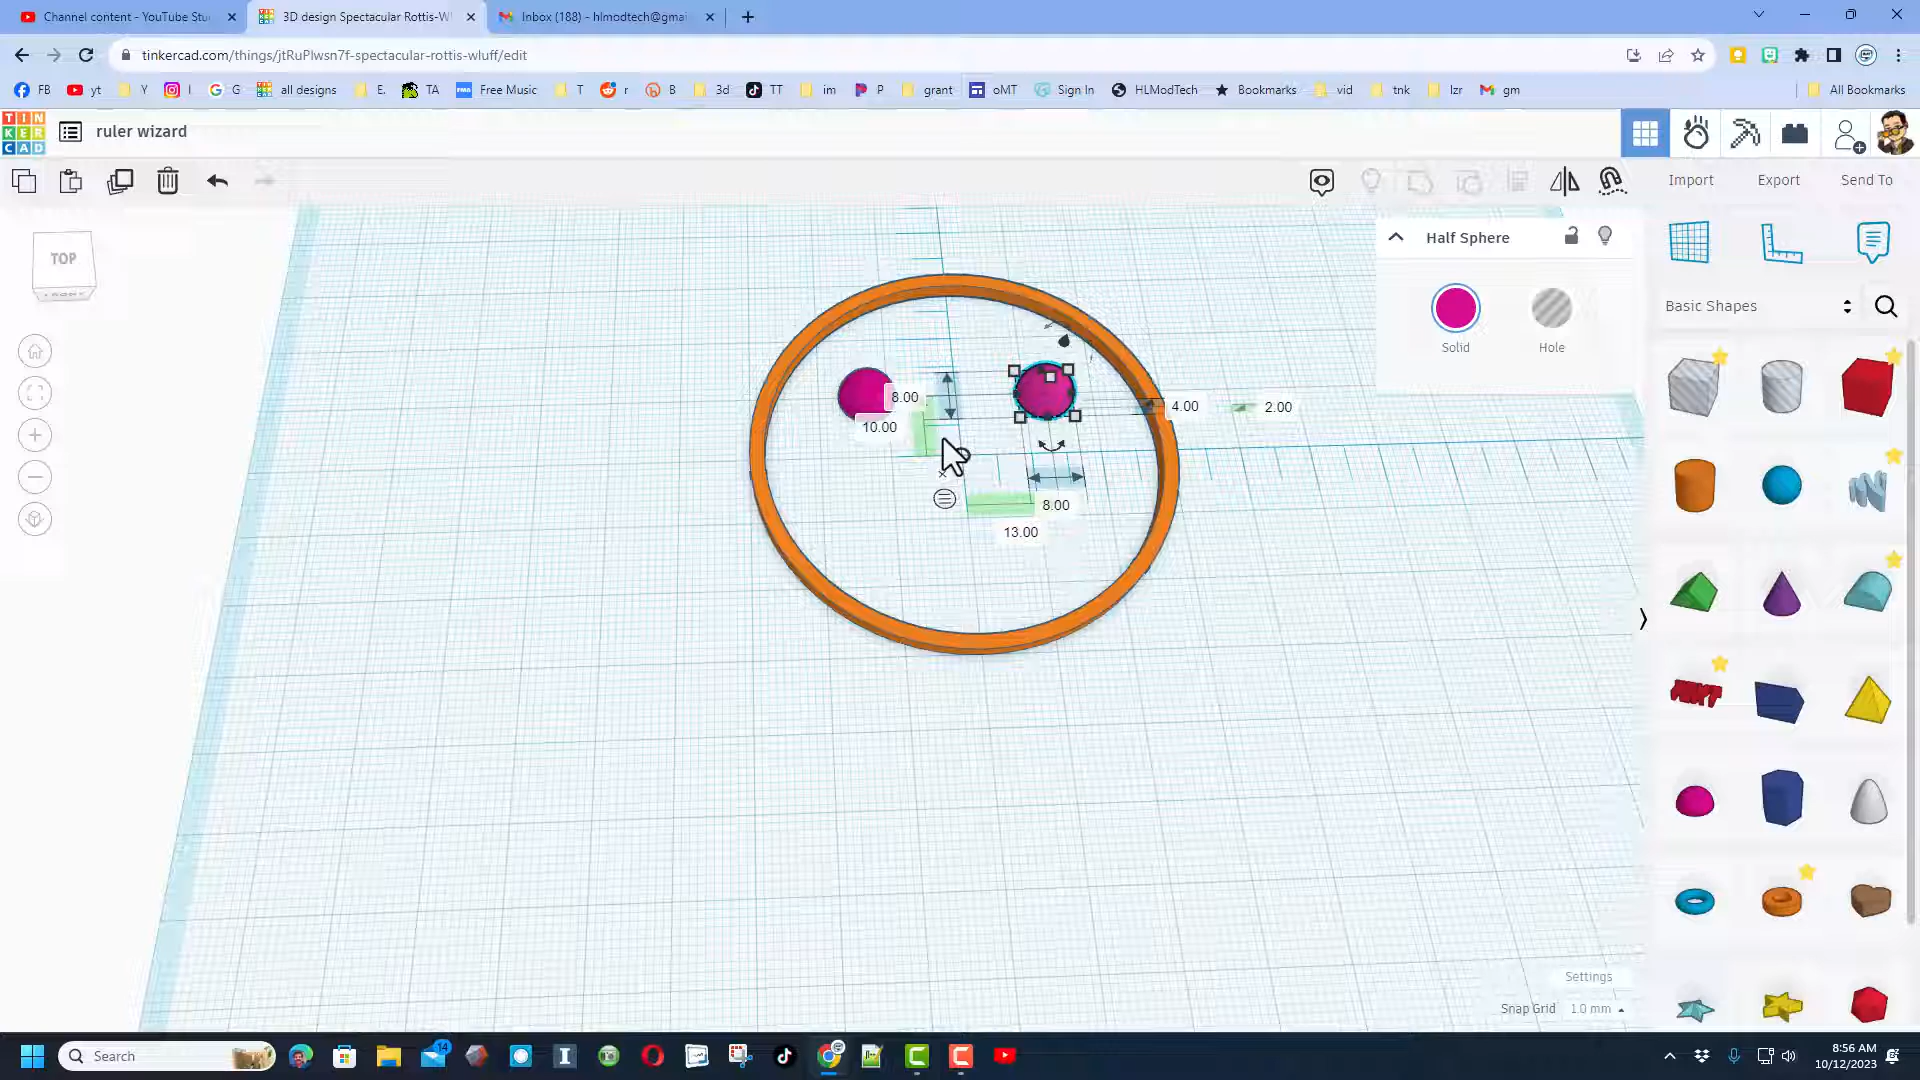 Channel content - YouTube Stu
3D design Spectacular Rottis-W
Inbox (188) - hlmodtech@gmai
tinkercad.com/things/jtRuPlwsn7f-spectacular-rottis-wluff/edit
FB yt Y I G all designs E. TA FMA Free Music T r B 3d TT im P grant oMT Sign In HLModTech Bookmarks vid tnk lzr gm All Bookmarks
TIN
KER
CAD
ruler wizard
Import Export Send To
TOP
Half Sphere
Solid Hole
Basic Shapes
8.00
10.00
4.00
2.00
8.00
13.00
Settings
Snap Grid 1.0 mm
Search
14
8:56 AM
10/12/2023